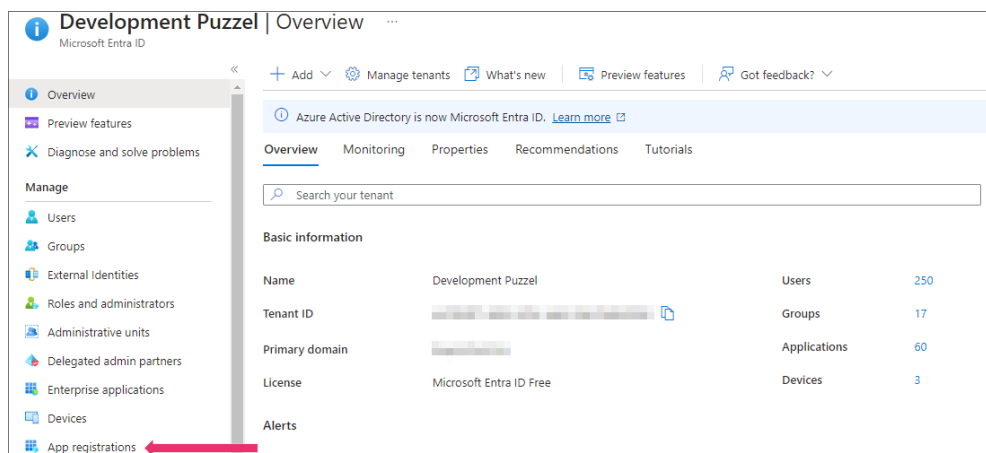 Development Puzzel | Overview ...
Microsoft Entra ID
«
Overview
Preview features
Diagnose and solve problems
Manage
Users
Groups
External Identities
Roles and administrators
Administrative units
Delegated admin partners
Enterprise applications
Devices
App registrations
Add Manage tenants What's new Preview features Got feedback?
Azure Active Directory is now Microsoft Entra ID. Learn more
Overview Monitoring Properties Recommendations Tutorials
Search your tenant
Basic information
Name Development Puzzel Users 250
Tenant ID Groups 17
Primary domain Applications 60
License Microsoft Entra ID Free Devices 3
Alerts